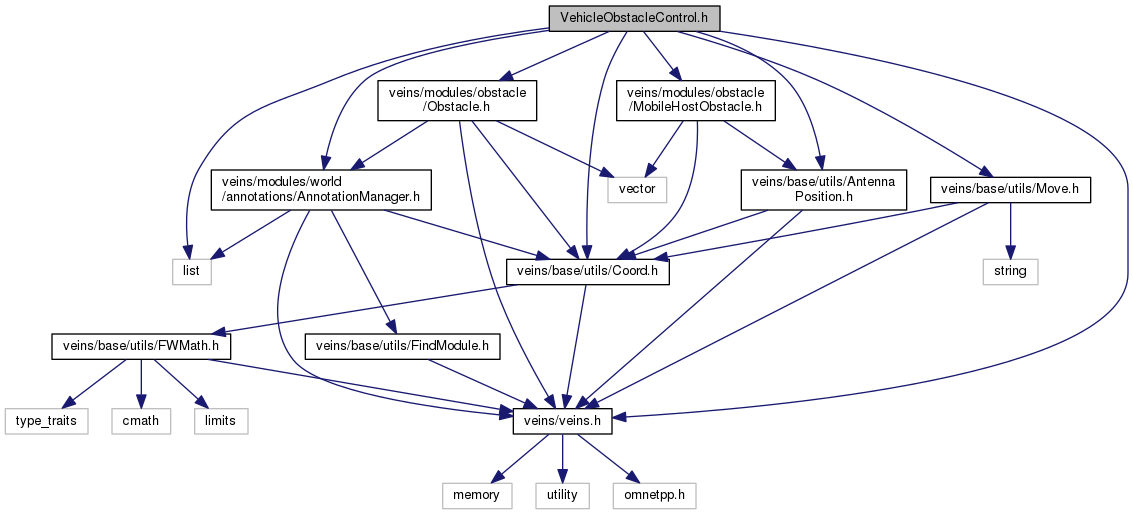 VehicleObstacleControl.h
veins/modules/obstacle
/Obstacle.h
veins/modules/obstacle
/MobileHostObstacle.h
veins/modules/world
/annotations/AnnotationManager.h
vector
veins/base/utils/Antenna
Position.h
veins/base/utils/Move.h
list
veins/base/utils/Coord.h
string
veins/base/utils/FWMath.h
veins/base/utils/FindModule.h
type_traits
cmath
limits
veins/veins.h
memory
utility
omnetpp.h